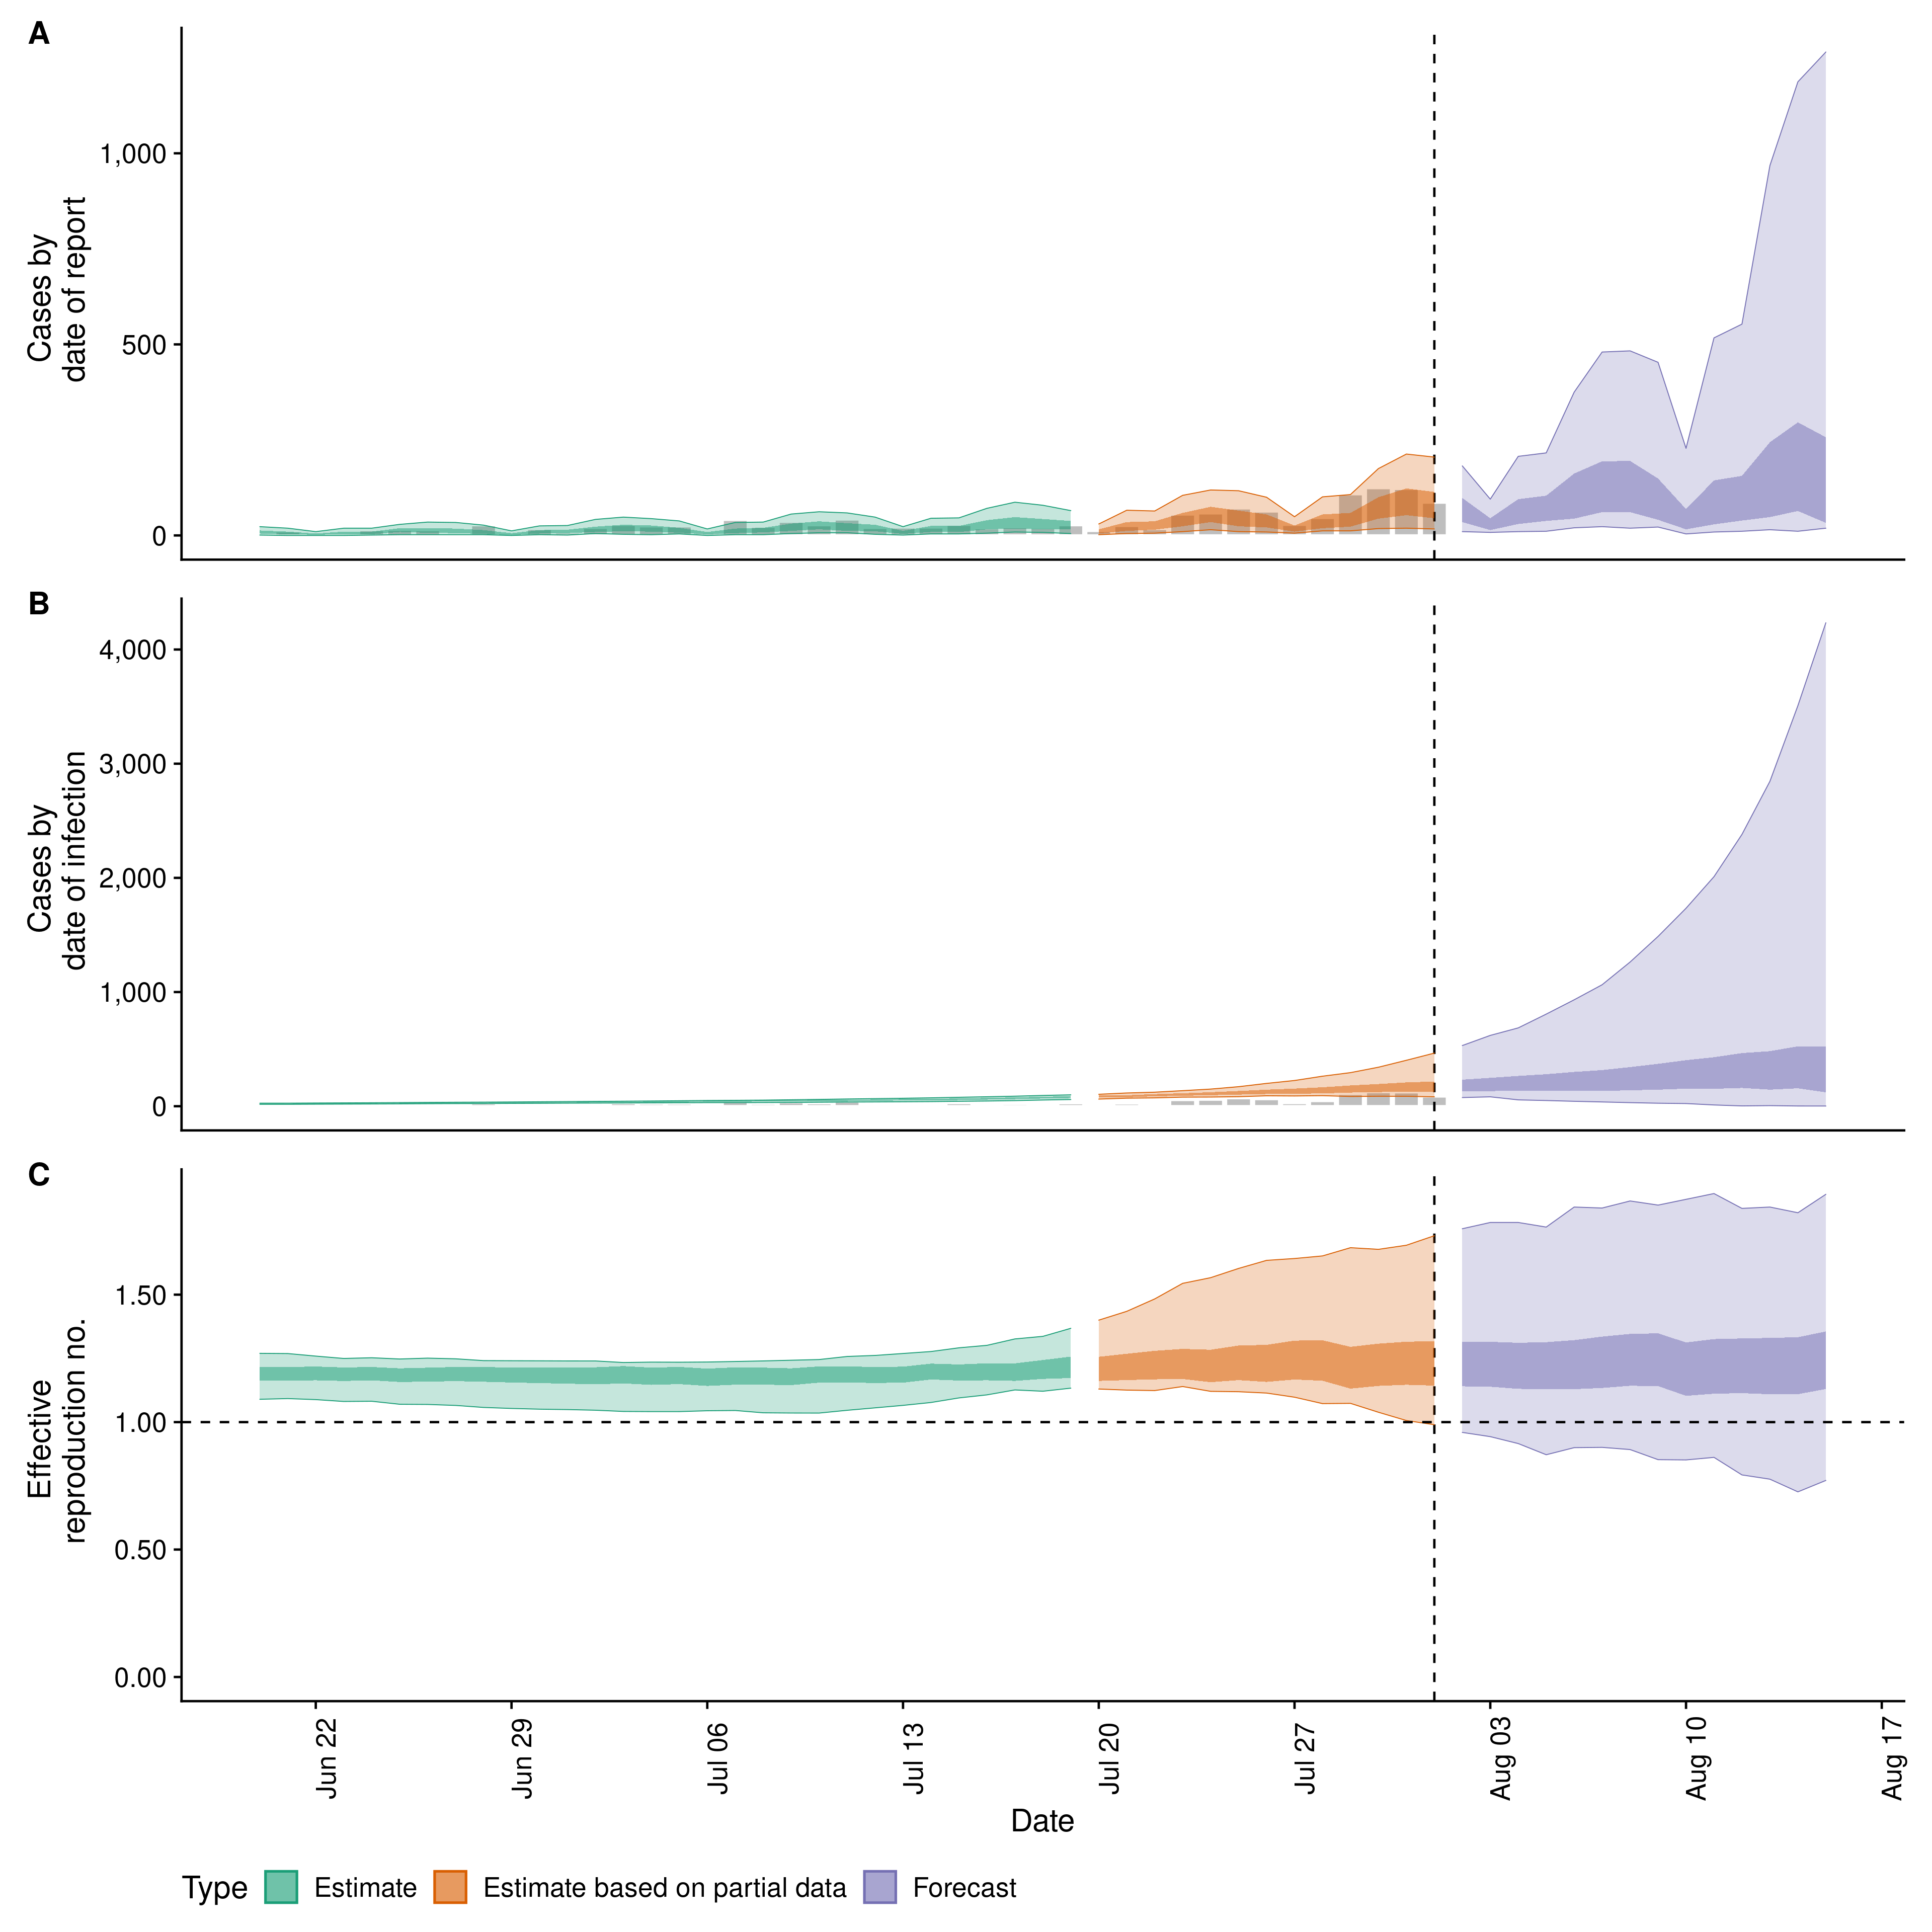 A
Cases by
date of report
1,000
500
0
B
Cases by
date of infection
4,000
3,000
2,000
1,000
0
C
Effective
reproduction no.
1.50
1.00
0.50
0.00
Jun 22
Jun 29
Jul 06
Jul 13
Jul 20
Jul 27
Aug 03
Aug 10
Aug 17
Date
Type Estimate Estimate based on partial data Forecast